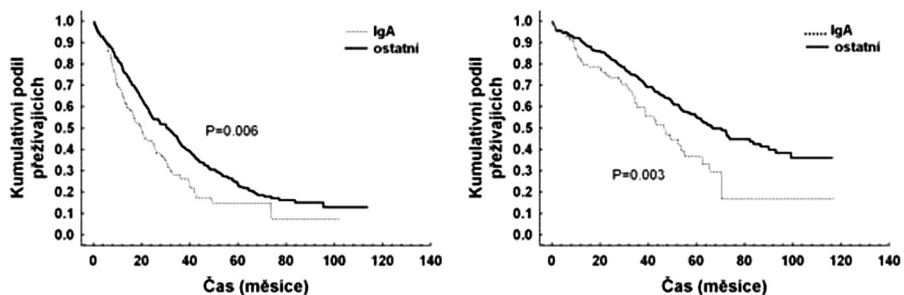 IgA
ostatní
Kumulativní podíl
přežívajících
1.0
0.9
0.8
0.7
0.6
0.5
0.4
0.3
0.2
0.1
0.0
P=0.006
0 20 40 60 80 100 120 140
Čas (měsíce)
IgA
ostatní
Kumulativní podíl
přežívajících
1.0
0.9
0.8
0.7
0.6
0.5
0.4
0.3
0.2
0.1
0.0
P=0.003
0 20 40 60 80 100 120 140
Čas (měsíce)